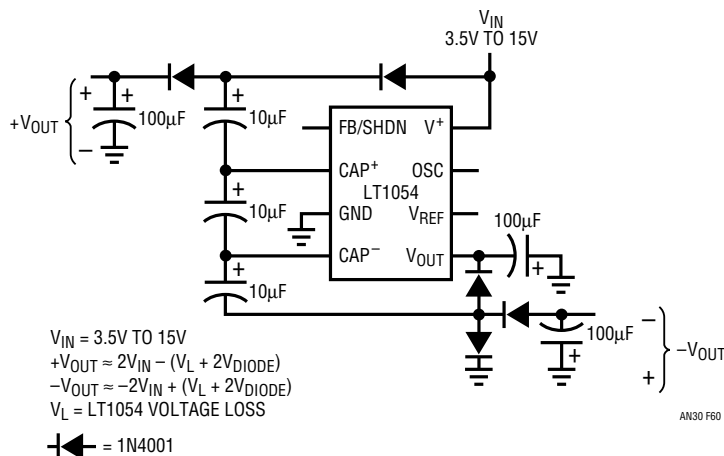 V_IN
3.5V TO 15V
+
+
+V_OUT
100µF
–
+
10µF
FB/SHDN V⁺
CAP⁺ OSC
LT1054
+
10µF
GND V_REF
100µF
CAP⁻ V_OUT
+
+
10µF
100µF
–
–V_OUT
+
+
V_IN = 3.5V TO 15V
+V_OUT ≈ 2V_IN – (V_L + 2V_DIODE)
–V_OUT ≈ –2V_IN + (V_L + 2V_DIODE)
V_L = LT1054 VOLTAGE LOSS
= 1N4001
AN30 F60